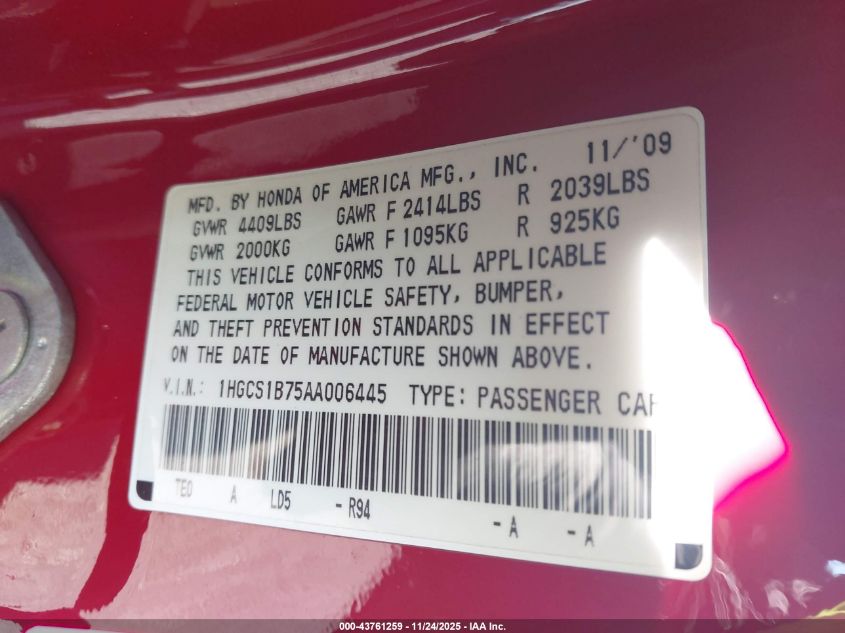 MFD. BY HONDA OF AMERICA MFG., INC. 11/'09
GVWR 4409LBS GAWR F 2414LBS R 2039LBS
GVWR 2000KG GAWR F 1095KG R 925KG
THIS VEHICLE CONFORMS TO ALL APPLICABLE
FEDERAL MOTOR VEHICLE SAFETY, BUMPER,
AND THEFT PREVENTION STANDARDS IN EFFECT
ON THE DATE OF MANUFACTURE SHOWN ABOVE.
V.I.N.: 1HGCS1B75AA006445 TYPE: PASSENGER CAR
TEO A LD5 - R94 - A - A
000-43761259 - 11/24/2025 - IAA Inc.